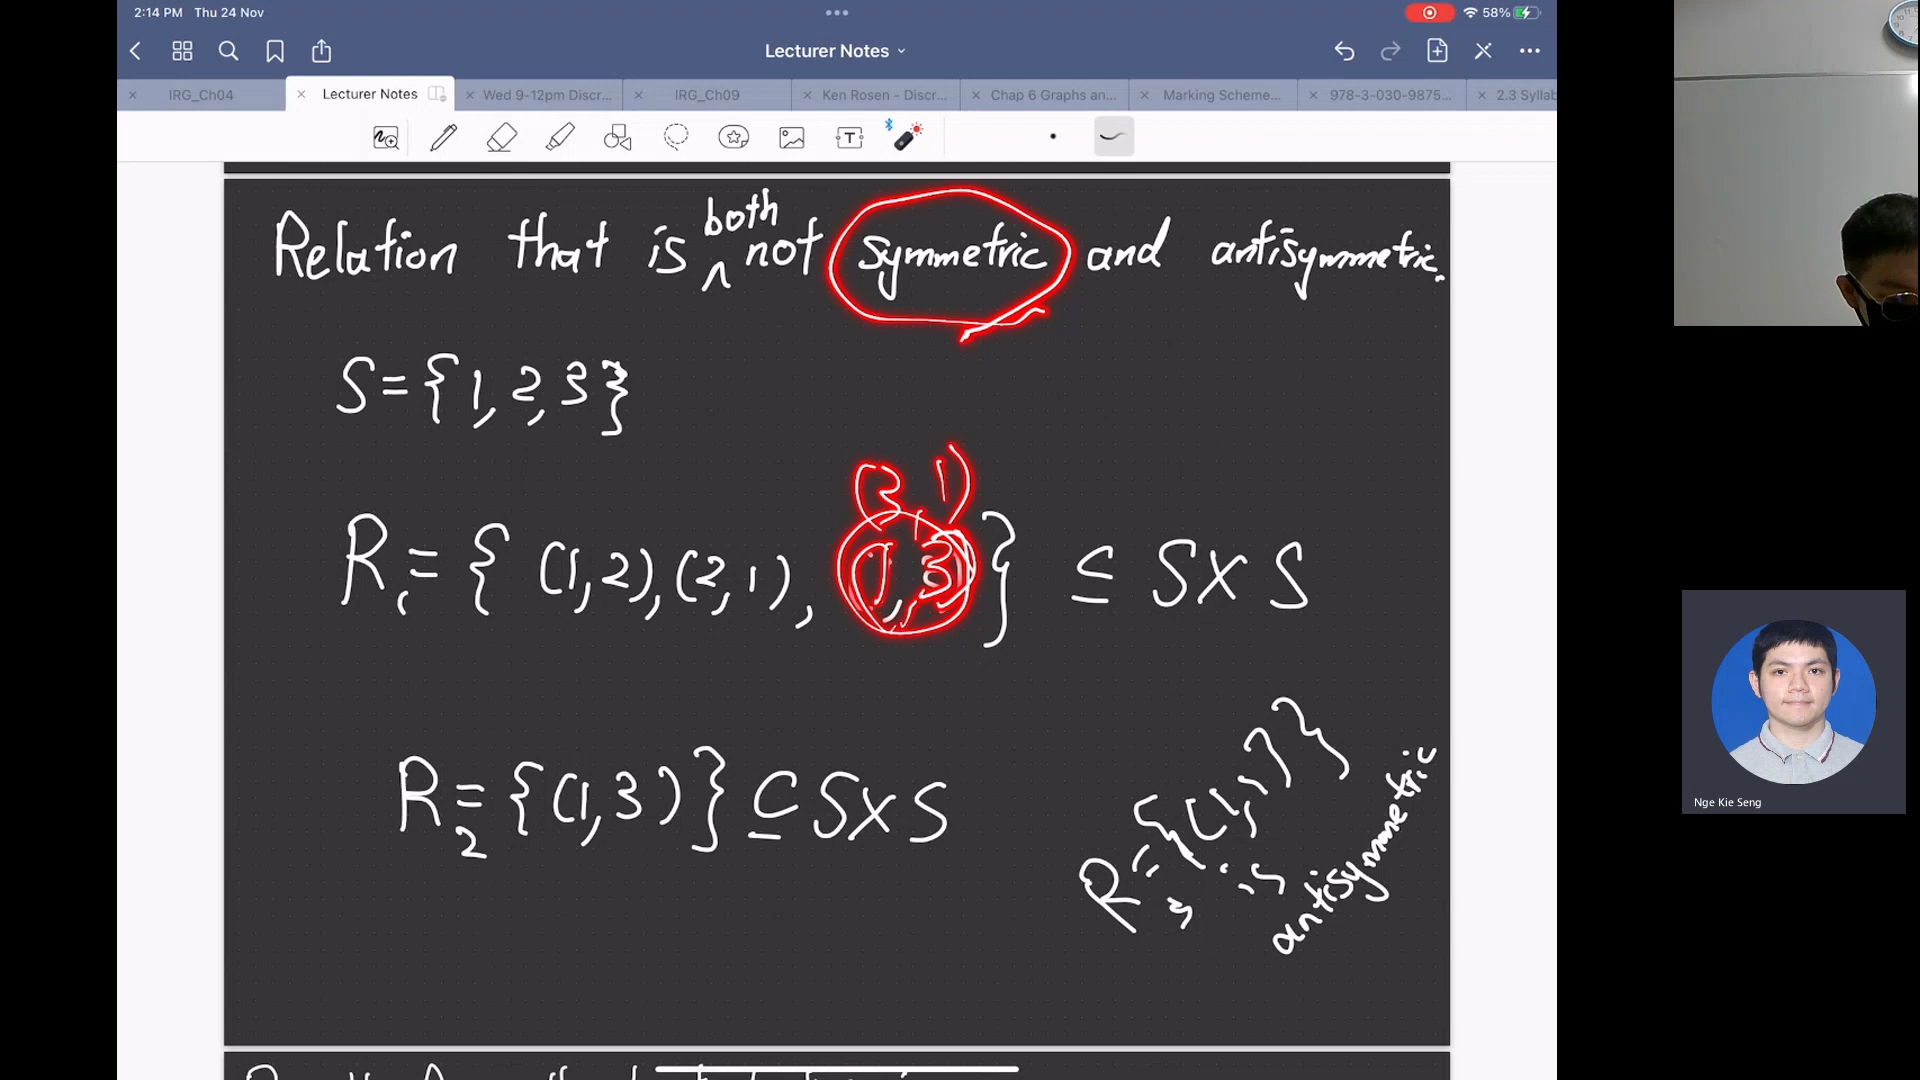 2:14 PM Thu 24 Nov
58%
Lecturer Notes
IRG_Ch04
Lecturer Notes
Wed 9-12pm Discr...
IRG_Ch09
Ken Rosen - Discr...
Chap 6 Graphs an...
Marking Scheme...
978-3-030-9875...
2.3 Syllab
Relation that is both not symmetric and antisymmetric.
S={1,2,3}
(3,1)
R₁={ (1,2),(2,1), (1,3)} ⊆ S×S
R₂={(1,3)} ⊆ S×S
R₃={(1,1)} is antisymmetric
Nge Kie Seng